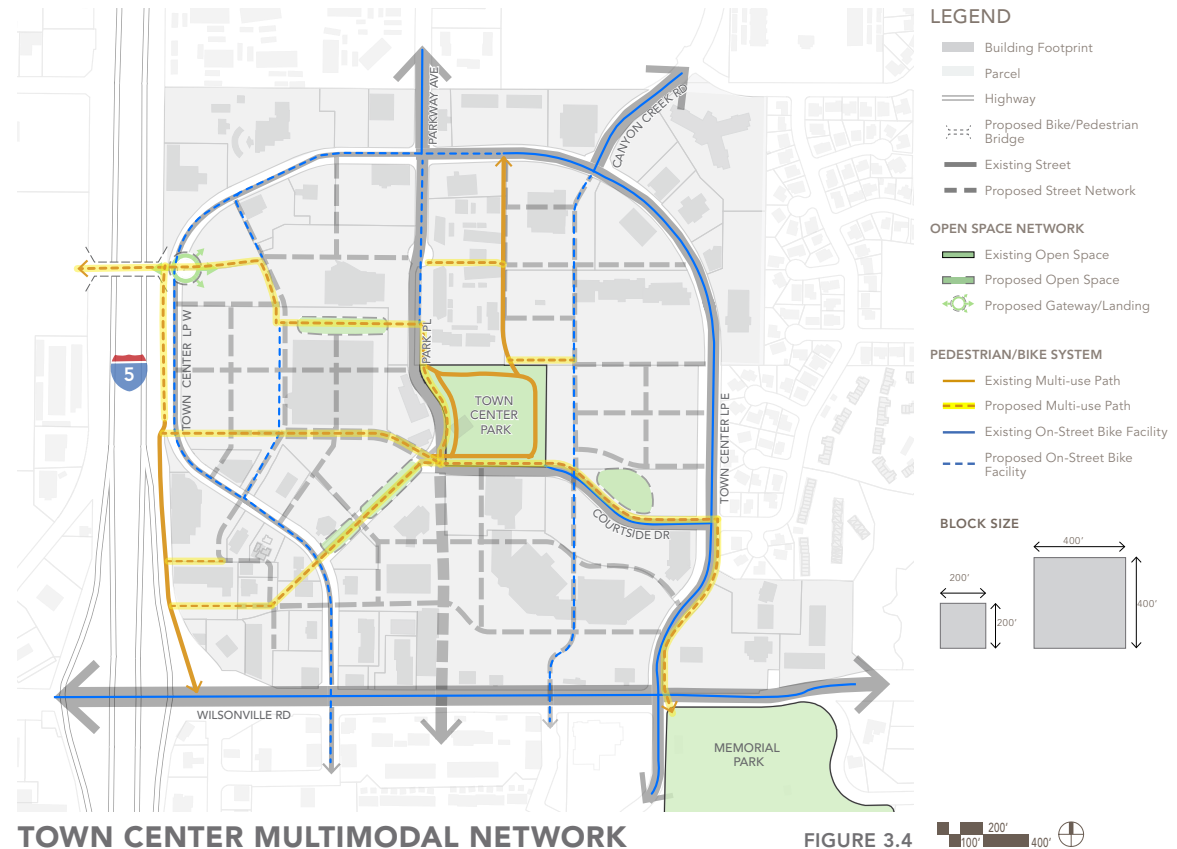 PARKWAY AVE
CANYON CREEK RD
TOWN CENTER LP W
PARK PL
5
TOWN
CENTER
PARK
TOWN CENTER LP E
COURTSIDE DR
WILSONVILLE RD
MEMORIAL
PARK
LEGEND
Building Footprint
Parcel
Highway
Proposed Bike/Pedestrian
Bridge
Existing Street
Proposed Street Network
OPEN SPACE NETWORK
Existing Open Space
Proposed Open Space
Proposed Gateway/Landing
PEDESTRIAN/BIKE SYSTEM
Existing Multi-use Path
Proposed Multi-use Path
Existing On-Street Bike Facility
Proposed On-Street Bike
Facility
BLOCK SIZE
400'
200'
200'
400'
TOWN CENTER MULTIMODAL NETWORK
FIGURE 3.4
200'
100'
400'